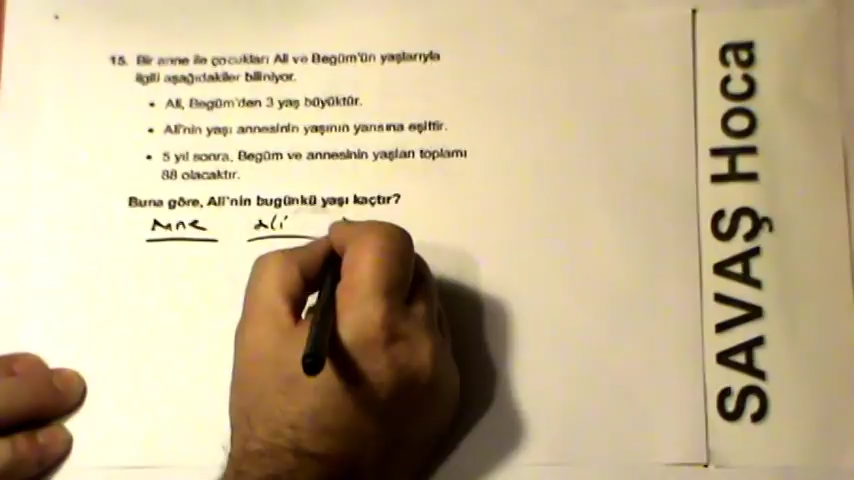 15. Bir anne ile çocukları Ali ve Begüm'ün yaşlarıyla
ilgili aşağıdakiler biliniyor.
• Ali, Begüm'den 3 yaş büyüktür.
• Ali'nin yaşı annesinin yaşının yarısına eşittir.
• 5 yıl sonra, Begüm ve annesinin yaşları toplamı
88 olacaktır.
Buna göre, Ali'nin bugünkü yaşı kaçtır?
Anne Ali
SAVAŞ Hoca